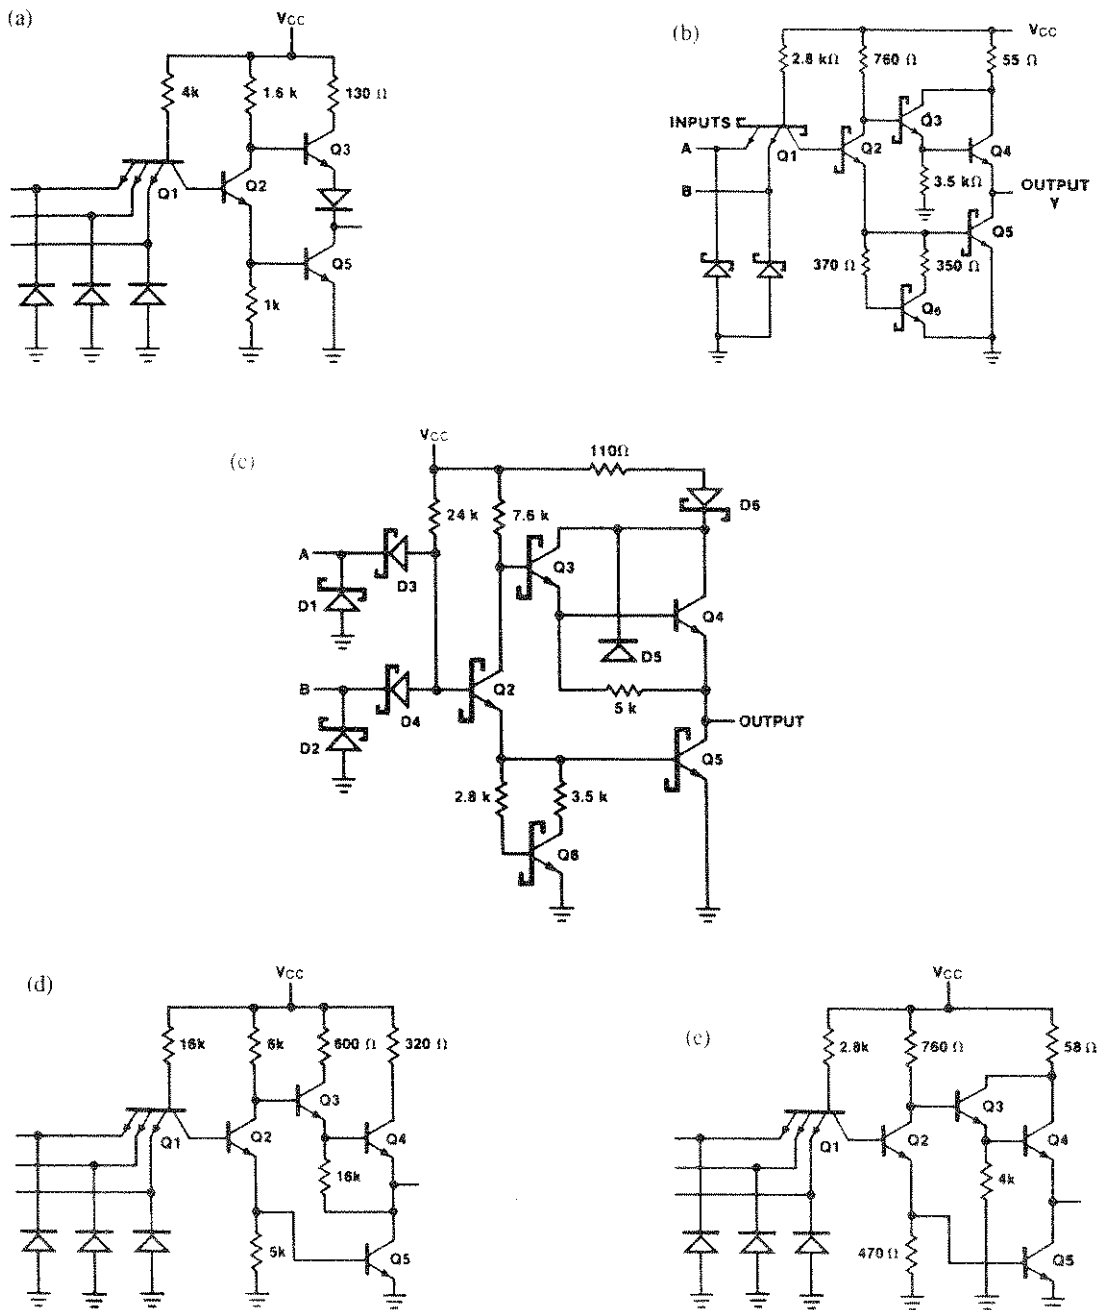 (a)
VCC
4k
1.6 k
130 Ω
Q3
Q1
Q2
Q5
1k
(b)
VCC
2.8 kΩ
760 Ω
55 Ω
INPUTS
Q3
A
Q1
Q2
Q4
3.5 kΩ
B
OUTPUT
Y
Q5
370 Ω
350 Ω
Q6
(c)
VCC
110Ω
D6
24 k
7.6 k
A
D3
Q3
D1
Q4
D5
B
D4
Q2
5 k
OUTPUT
D2
Q5
2.8 k
3.5 k
Q6
(d)
VCC
16k
6k
600 Ω
320 Ω
Q3
Q1
Q2
Q4
16k
5k
Q5
(e)
VCC
2.8k
760 Ω
58 Ω
Q3
Q1
Q2
Q4
4k
470 Ω
Q5